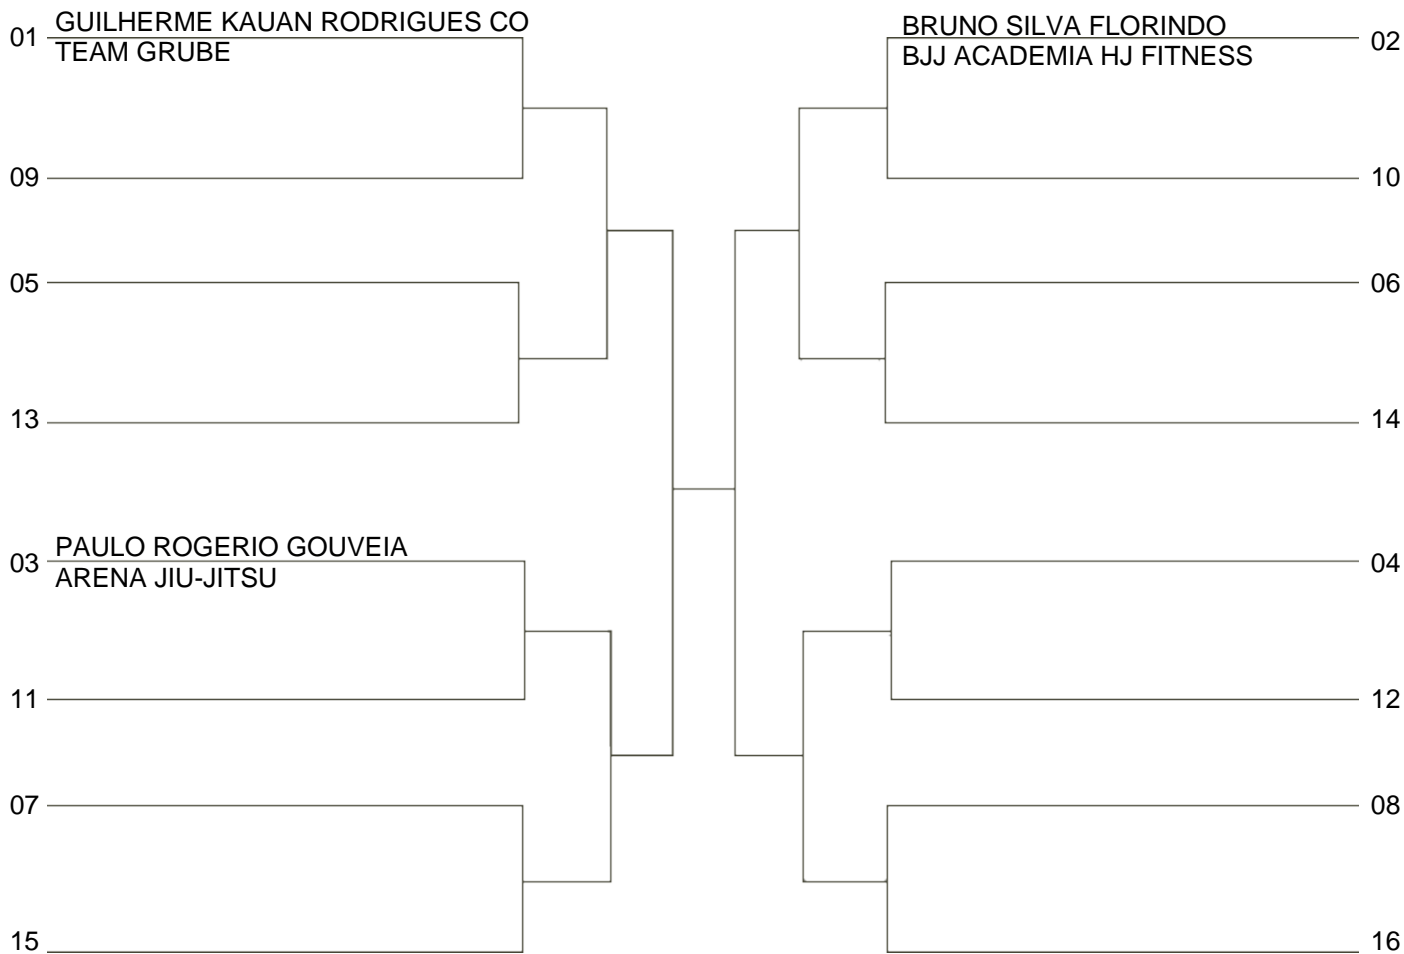 01
GUILHERME KAUAN RODRIGUES CO
TEAM GRUBE
09
05
13
03
PAULO ROGERIO GOUVEIA
ARENA JIU-JITSU
11
07
15
BRUNO SILVA FLORINDO
BJJ ACADEMIA HJ FITNESS
02
10
06
14
04
12
08
16